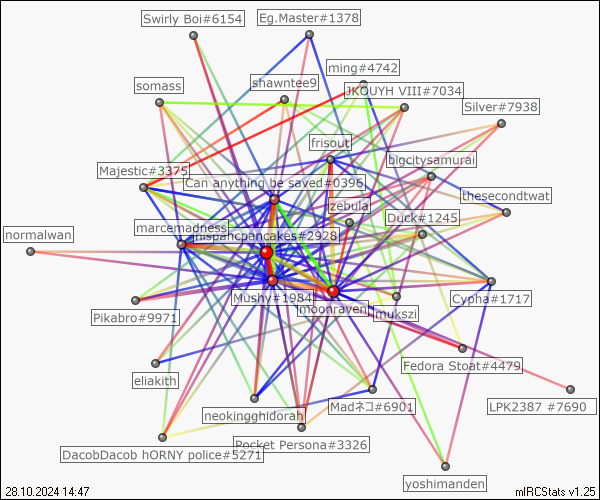 Swirly Boi#6154
Eg.Master#1378
ming#4742
shawntee9
somass
JKOUYH VIII#7034
Silver#7938
frisout
bigcitysamurai
Majestic#3375
Can anything be saved#0396
thesecondtwat
zebula
Duck#1245
marcemadness
normalwan
mispancpancakes#2928
Mushy#1984
Cypha#1717
moonraven
mukszi
Pikabro#9971
Fedora Stoat#4479
eliakith
LPK2387 #7690
Madネコ#6901
neokingghidorah
Pocket Persona#3326
DacobDacob hORNY police#5271
yoshimanden
28.10.2024 14:47
mIRCStats v1.25